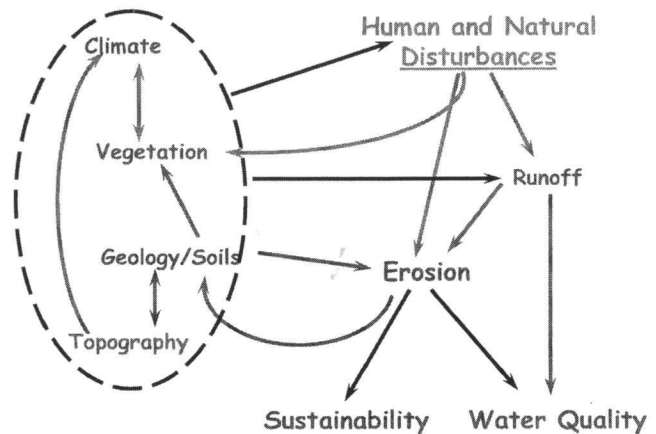 Climate
Human and Natural
Disturbances
Vegetation
Runoff
Geology/Soils
Erosion
Topography
Sustainability
Water Quality